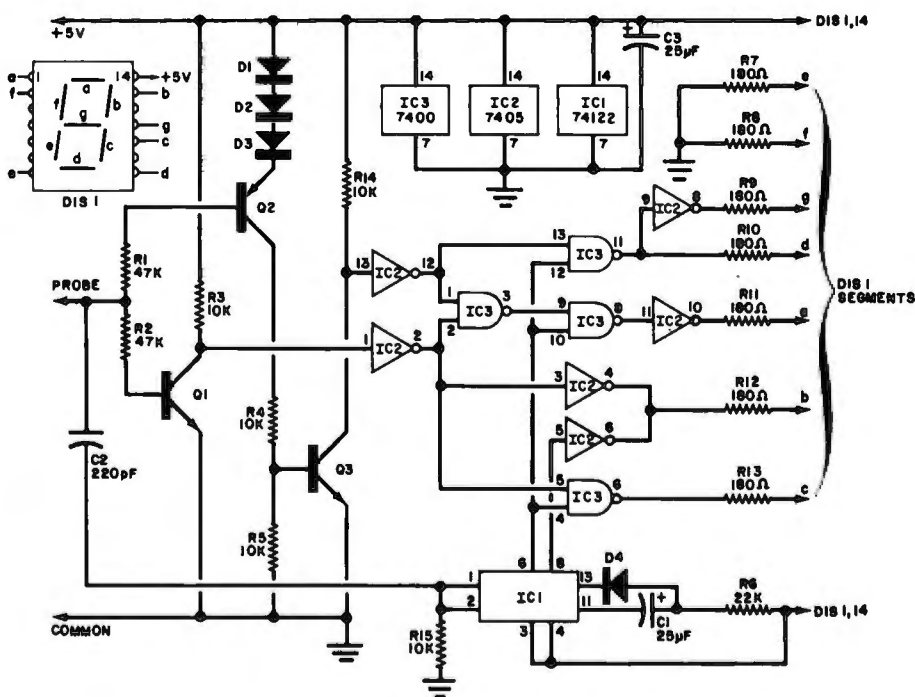 +5V
DIS 1,14
a 1 14 +5V
f a b
f b g
g c
e c
e d d
DIS 1
D1
D2
D3
Q2
R14
10K
14
IC3
7400
7
14
IC2
7405
7
14
IC1
74122
7
+
C3
25µF
R7
180Ω
e
R8
180Ω
f
R9
180Ω
g
R10
180Ω
d
R11
180Ω
a
R12
180Ω
b
R13
180Ω
c
DIS 1
SEGMENTS
R1
47K
PROBE
R2
47K
R3
10K
Q1
C2
220pF
R4
10K
Q3
R5
10K
COMMON
13 IC2 12
1 IC2 2
1
2 IC3 3
13
12 IC3 11
9 IC2 8
9
10 IC3 8
11 IC2 10
3 IC2 4
5 IC2 6
5
4 IC3 6
6 8
1 IC1 13
2 11
3 4
D4
+
C1
25µF
R6
22K
DIS 1,14
R15
10K